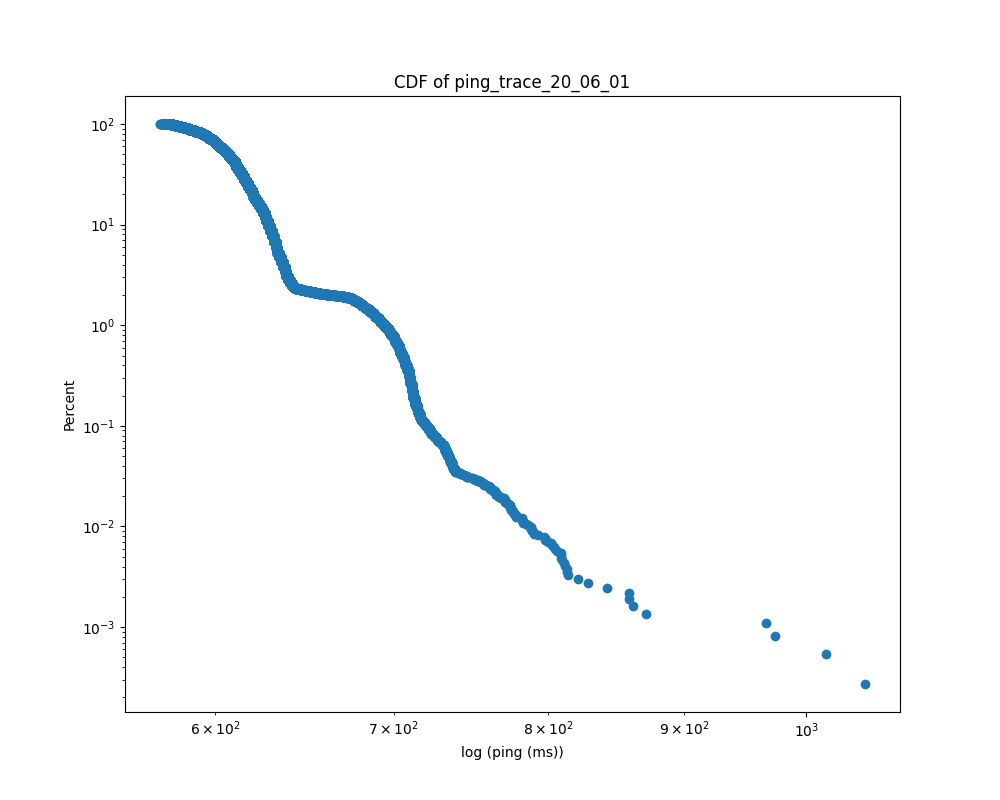 CDF of ping_trace_20_06_01
10²
10¹
10⁰
10⁻¹
10⁻²
10⁻³
Percent
6 × 10² 7 × 10² 8 × 10² 9 × 10² 10³
log (ping (ms))